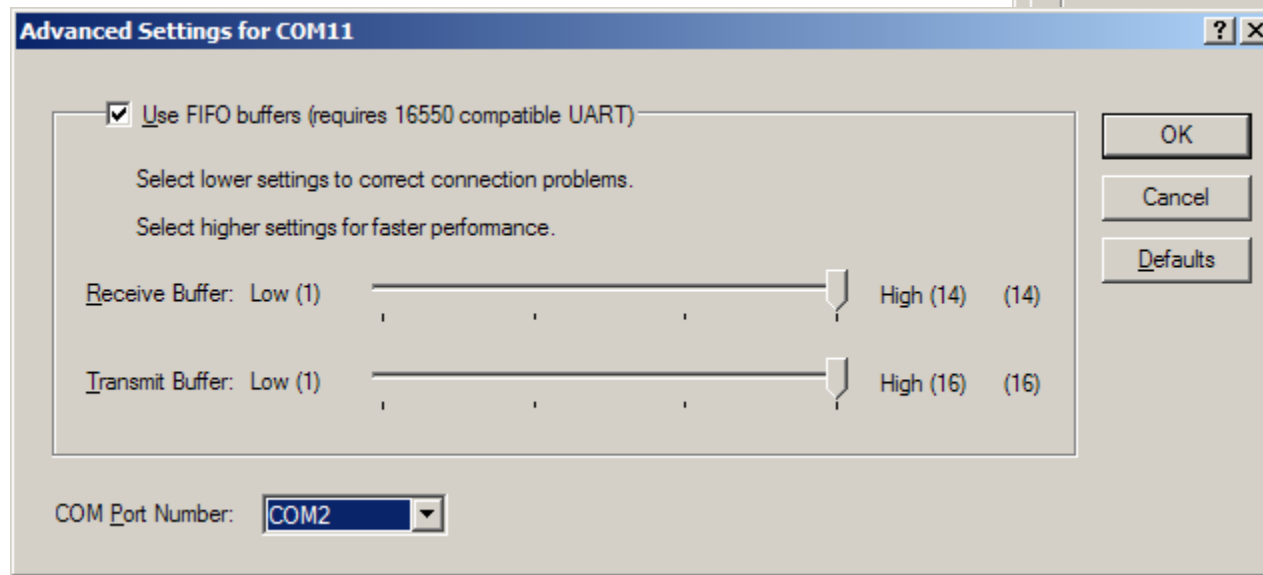 Advanced Settings for COM11
Use FIFO buffers (requires 16550 compatible UART)
OK
Select lower settings to correct connection problems.
Cancel
Select higher settings for faster performance.
Defaults
Receive Buffer: Low (1) High (14) (14)
Transmit Buffer: Low (1) High (16) (16)
COM Port Number: COM2